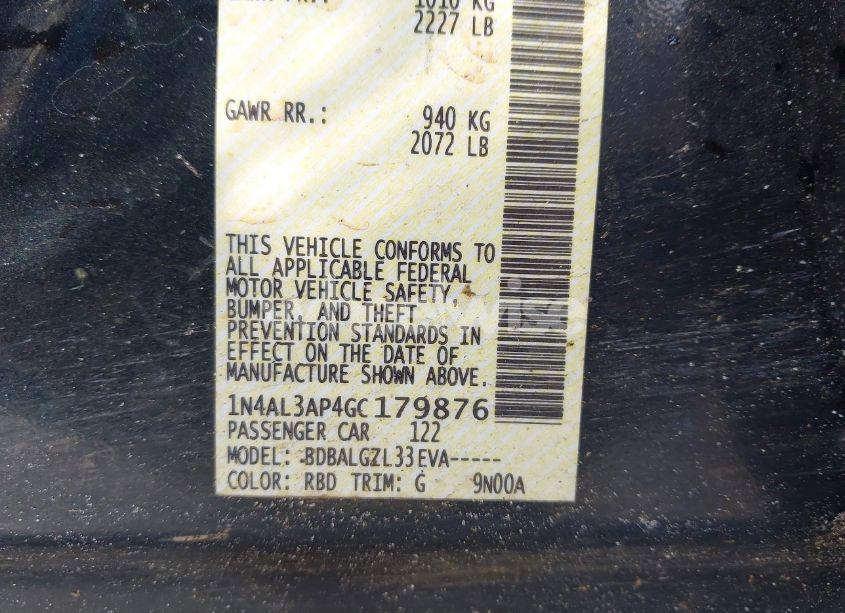 1010 KG
2227 LB
GAWR RR.: 940 KG
2072 LB
THIS VEHICLE CONFORMS TO
ALL APPLICABLE FEDERAL
MOTOR VEHICLE SAFETY,
BUMPER, AND THEFT
PREVENTION STANDARDS IN
EFFECT ON THE DATE OF
MANUFACTURE SHOWN ABOVE.
1N4AL3AP4GC179876
PASSENGER CAR 122
MODEL: BDBALGZL33EVA-----
COLOR: RBD TRIM: G 9N00A